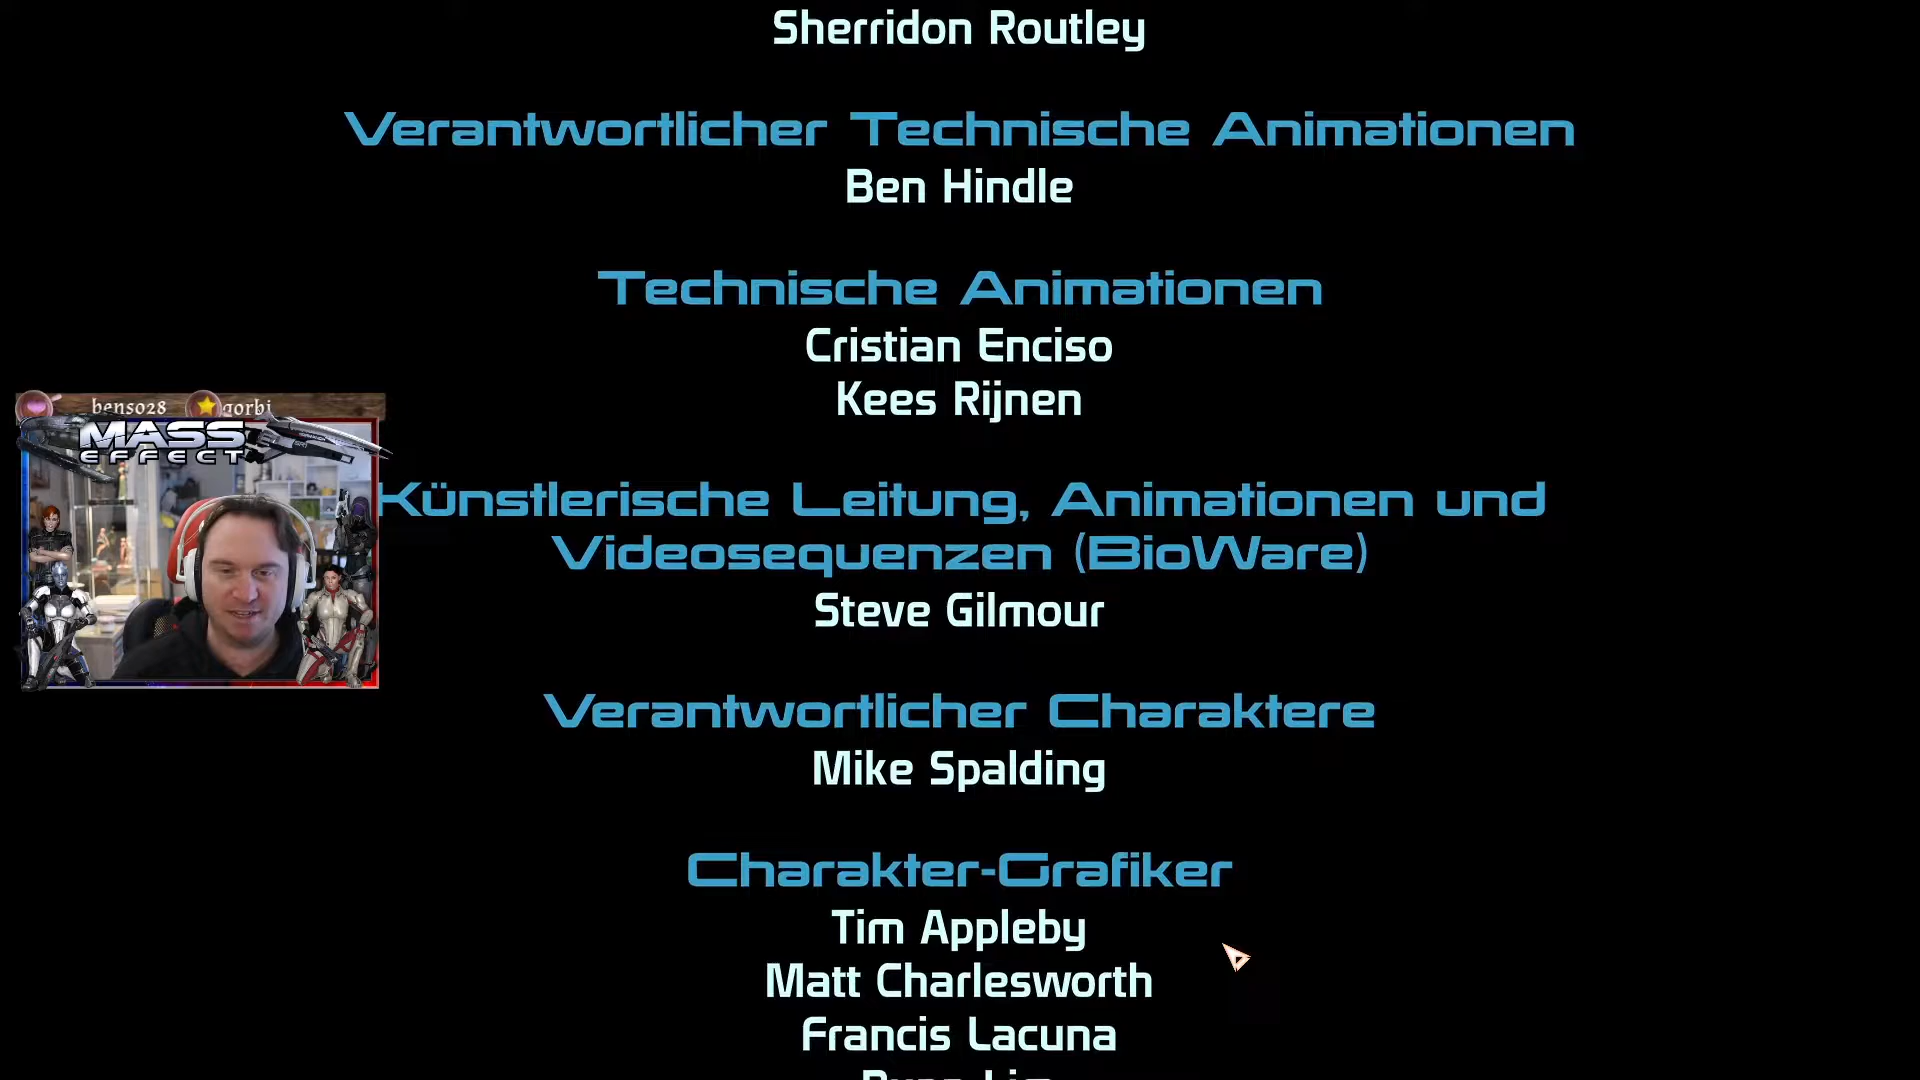 Sherridon Routley
Verantwortlicher Technische Animationen
Ben Hindle
Technische Animationen
Cristian Enciso
Kees Rijnen
benso28 gorbi
MASS
EFFECT
Künstlerische Leitung, Animationen und
Videosequenzen (BioWare)
Steve Gilmour
Verantwortlicher Charaktere
Mike Spalding
Charakter-Grafiker
Tim Appleby
Matt Charlesworth
Francis Lacuna